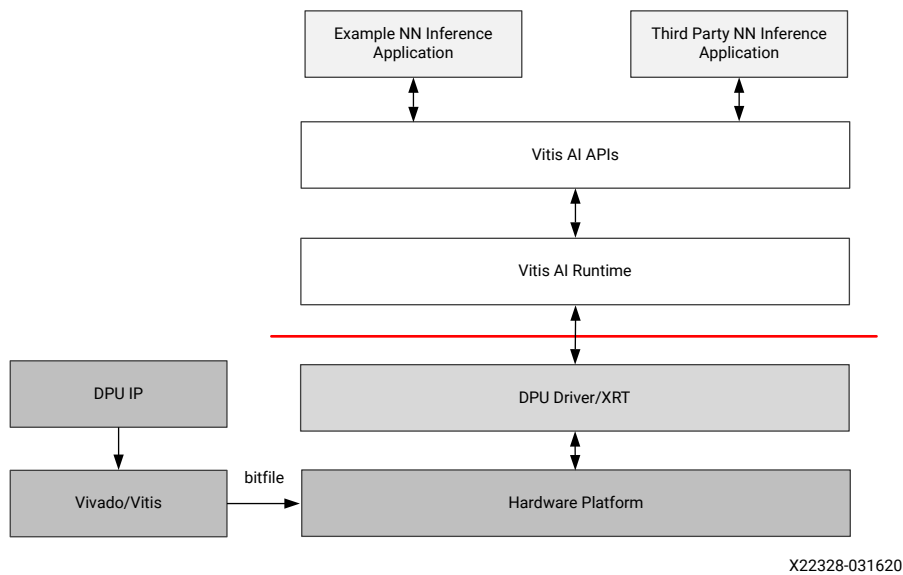 Example NN Inference
Application
Third Party NN Inference
Application
Vitis AI APIs
Vitis AI Runtime
DPU IP
DPU Driver/XRT
bitfile
Vivado/Vitis
Hardware Platform
X22328-031620